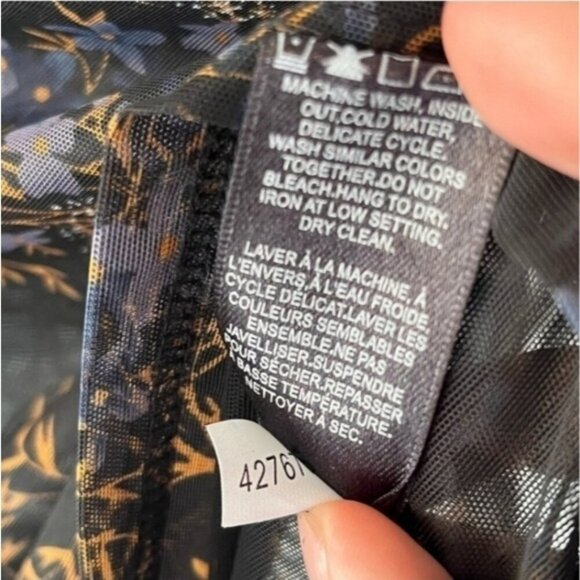 MACHINE WASH, INSIDE
OUT.COLD WATER,
DELICATE CYCLE.
WASH SIMILAR COLORS
TOGETHER.DO NOT
BLEACH.HANG TO DRY.
IRON AT LOW SETTING.
DRY CLEAN.
LAVER À LA MACHINE, À
L'ENVERS,À L'EAU FROIDE,
CYCLE DÉLICAT.LAVER LES
COULEURS SEMBLABLES
ENSEMBLE.NE PAS
JAVELLISER.SUSPENDRE
POUR SÉCHER.REPASSER
À BASSE TEMPÉRATURE.
NETTOYER À SEC.
42767